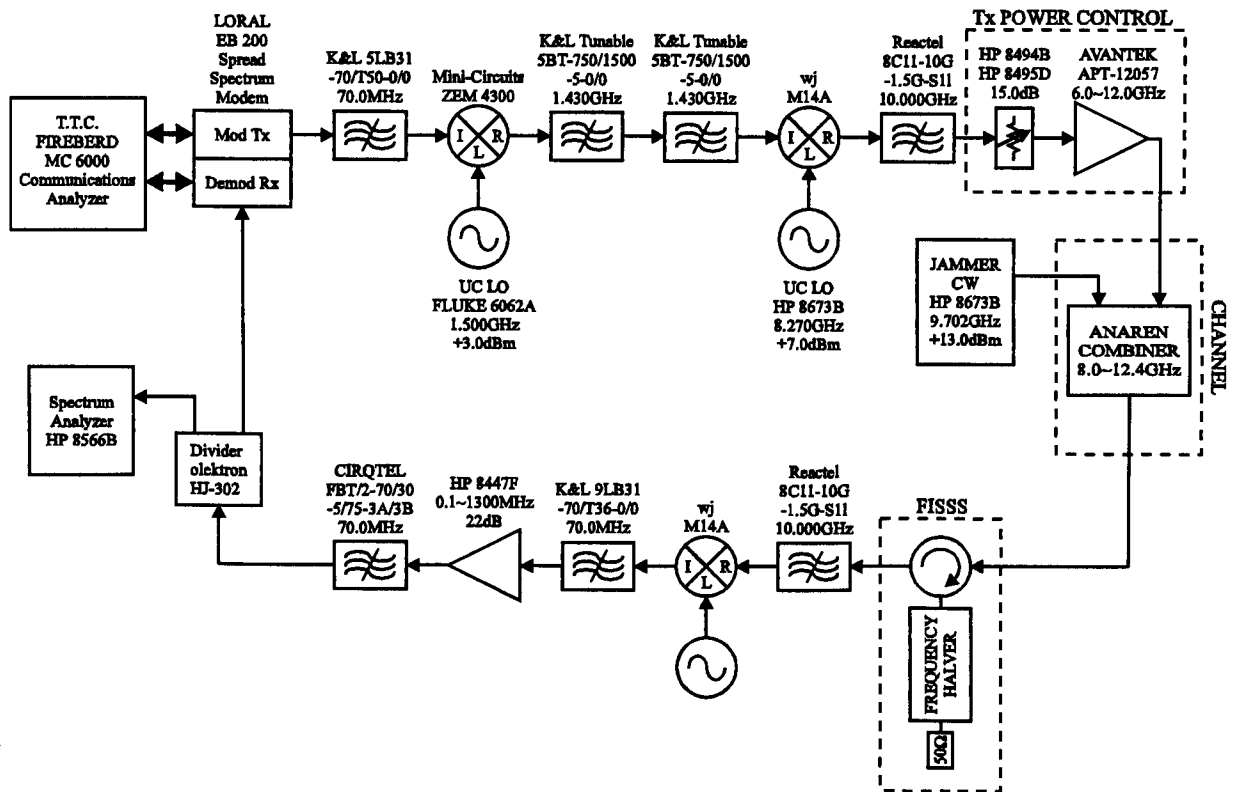 LORAL
EB 200
Spread
Spectrum
Modem
T.T.C.
FIREBERD
MC 6000
Communications
Analyzer
Mod Tx
Demod Rx
K&L 5LB31
-70/T50-0/0
70.0MHz
Mini-Circuits
ZEM 4300
I R
L
UC LO
FLUKE 6062A
1.500GHz
+3.0dBm
K&L Tunable
5BT-750/1500
-5-0/0
1.430GHz
K&L Tunable
5BT-750/1500
-5-0/0
1.430GHz
wj
M14A
I R
L
UC LO
HP 8673B
8.270GHz
+7.0dBm
Reactel
8C11-10G
-1.5G-S11
10.000GHz
Tx POWER CONTROL
HP 8494B
HP 8495D
15.0dB
AVANTEK
APT-12057
6.0~12.0GHz
JAMMER
CW
HP 8673B
9.702GHz
+13.0dBm
CHANNEL
ANAREN
COMBINER
8.0~12.4GHz
Spectrum
Analyzer
HP 8566B
Divider
olektron
HJ-302
CIRQTEL
FBT/2-70/30
-5/75-3A/3B
70.0MHz
HP 8447F
0.1~1300MHz
22dB
K&L 9LB31
-70/T36-0/0
70.0MHz
wj
M14A
I R
L
Reactel
8C11-10G
-1.5G-S11
10.000GHz
FISSS
FREQUENCY
HALVER
50Ω